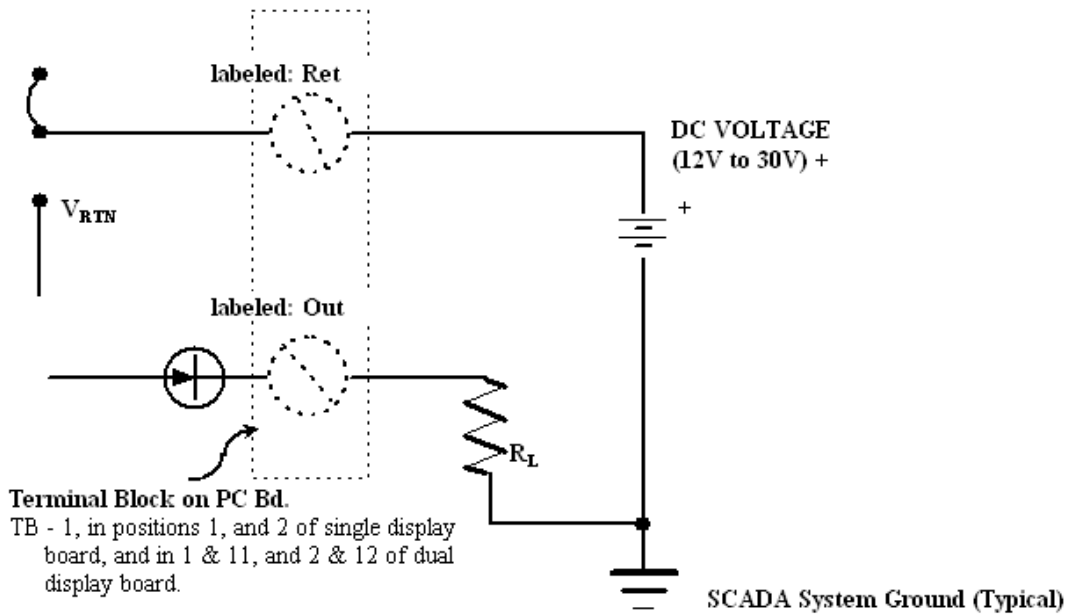 labeled: Ret
DC VOLTAGE
(12V to 30V) +
+
VRTN
labeled: Out
RL
Terminal Block on PC Bd.
TB - 1, in positions 1, and 2 of single display
board, and in 1 & 11, and 2 & 12 of dual
display board.
SCADA System Ground (Typical)